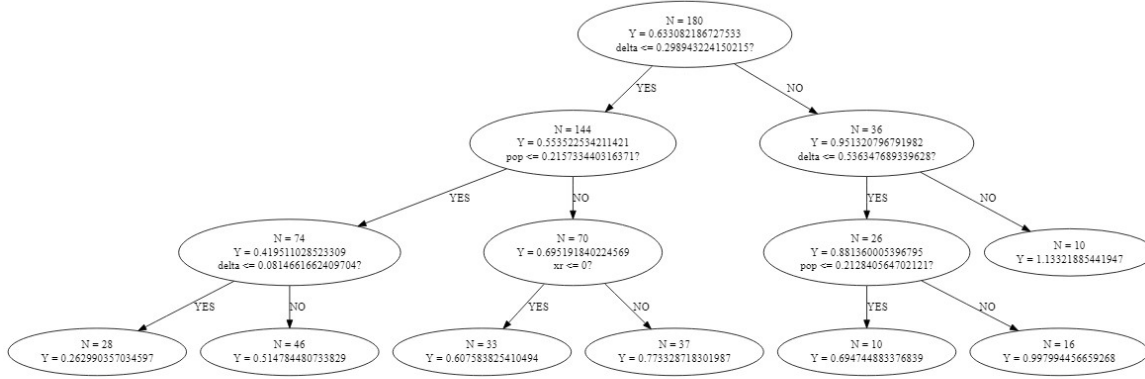 N = 180
Y = 0.633082186727533
delta <= 0.298943224150215?
YES
NO
N = 144
Y = 0.553522534211421
pop <= 0.215733440316371?
N = 36
Y = 0.951320796791982
delta <= 0.536347689339628?
YES
NO
YES
NO
N = 74
Y = 0.419511028523309
delta <= 0.0814661662409704?
N = 70
Y = 0.695191840224569
xr <= 0?
N = 26
Y = 0.881360005396795
pop <= 0.212840564702121?
N = 10
Y = 1.13321885441947
YES
NO
YES
NO
YES
NO
N = 28
Y = 0.262990357034597
N = 46
Y = 0.514784480733829
N = 33
Y = 0.607583825410494
N = 37
Y = 0.773328718301987
N = 10
Y = 0.694744883376839
N = 16
Y = 0.997994456659268